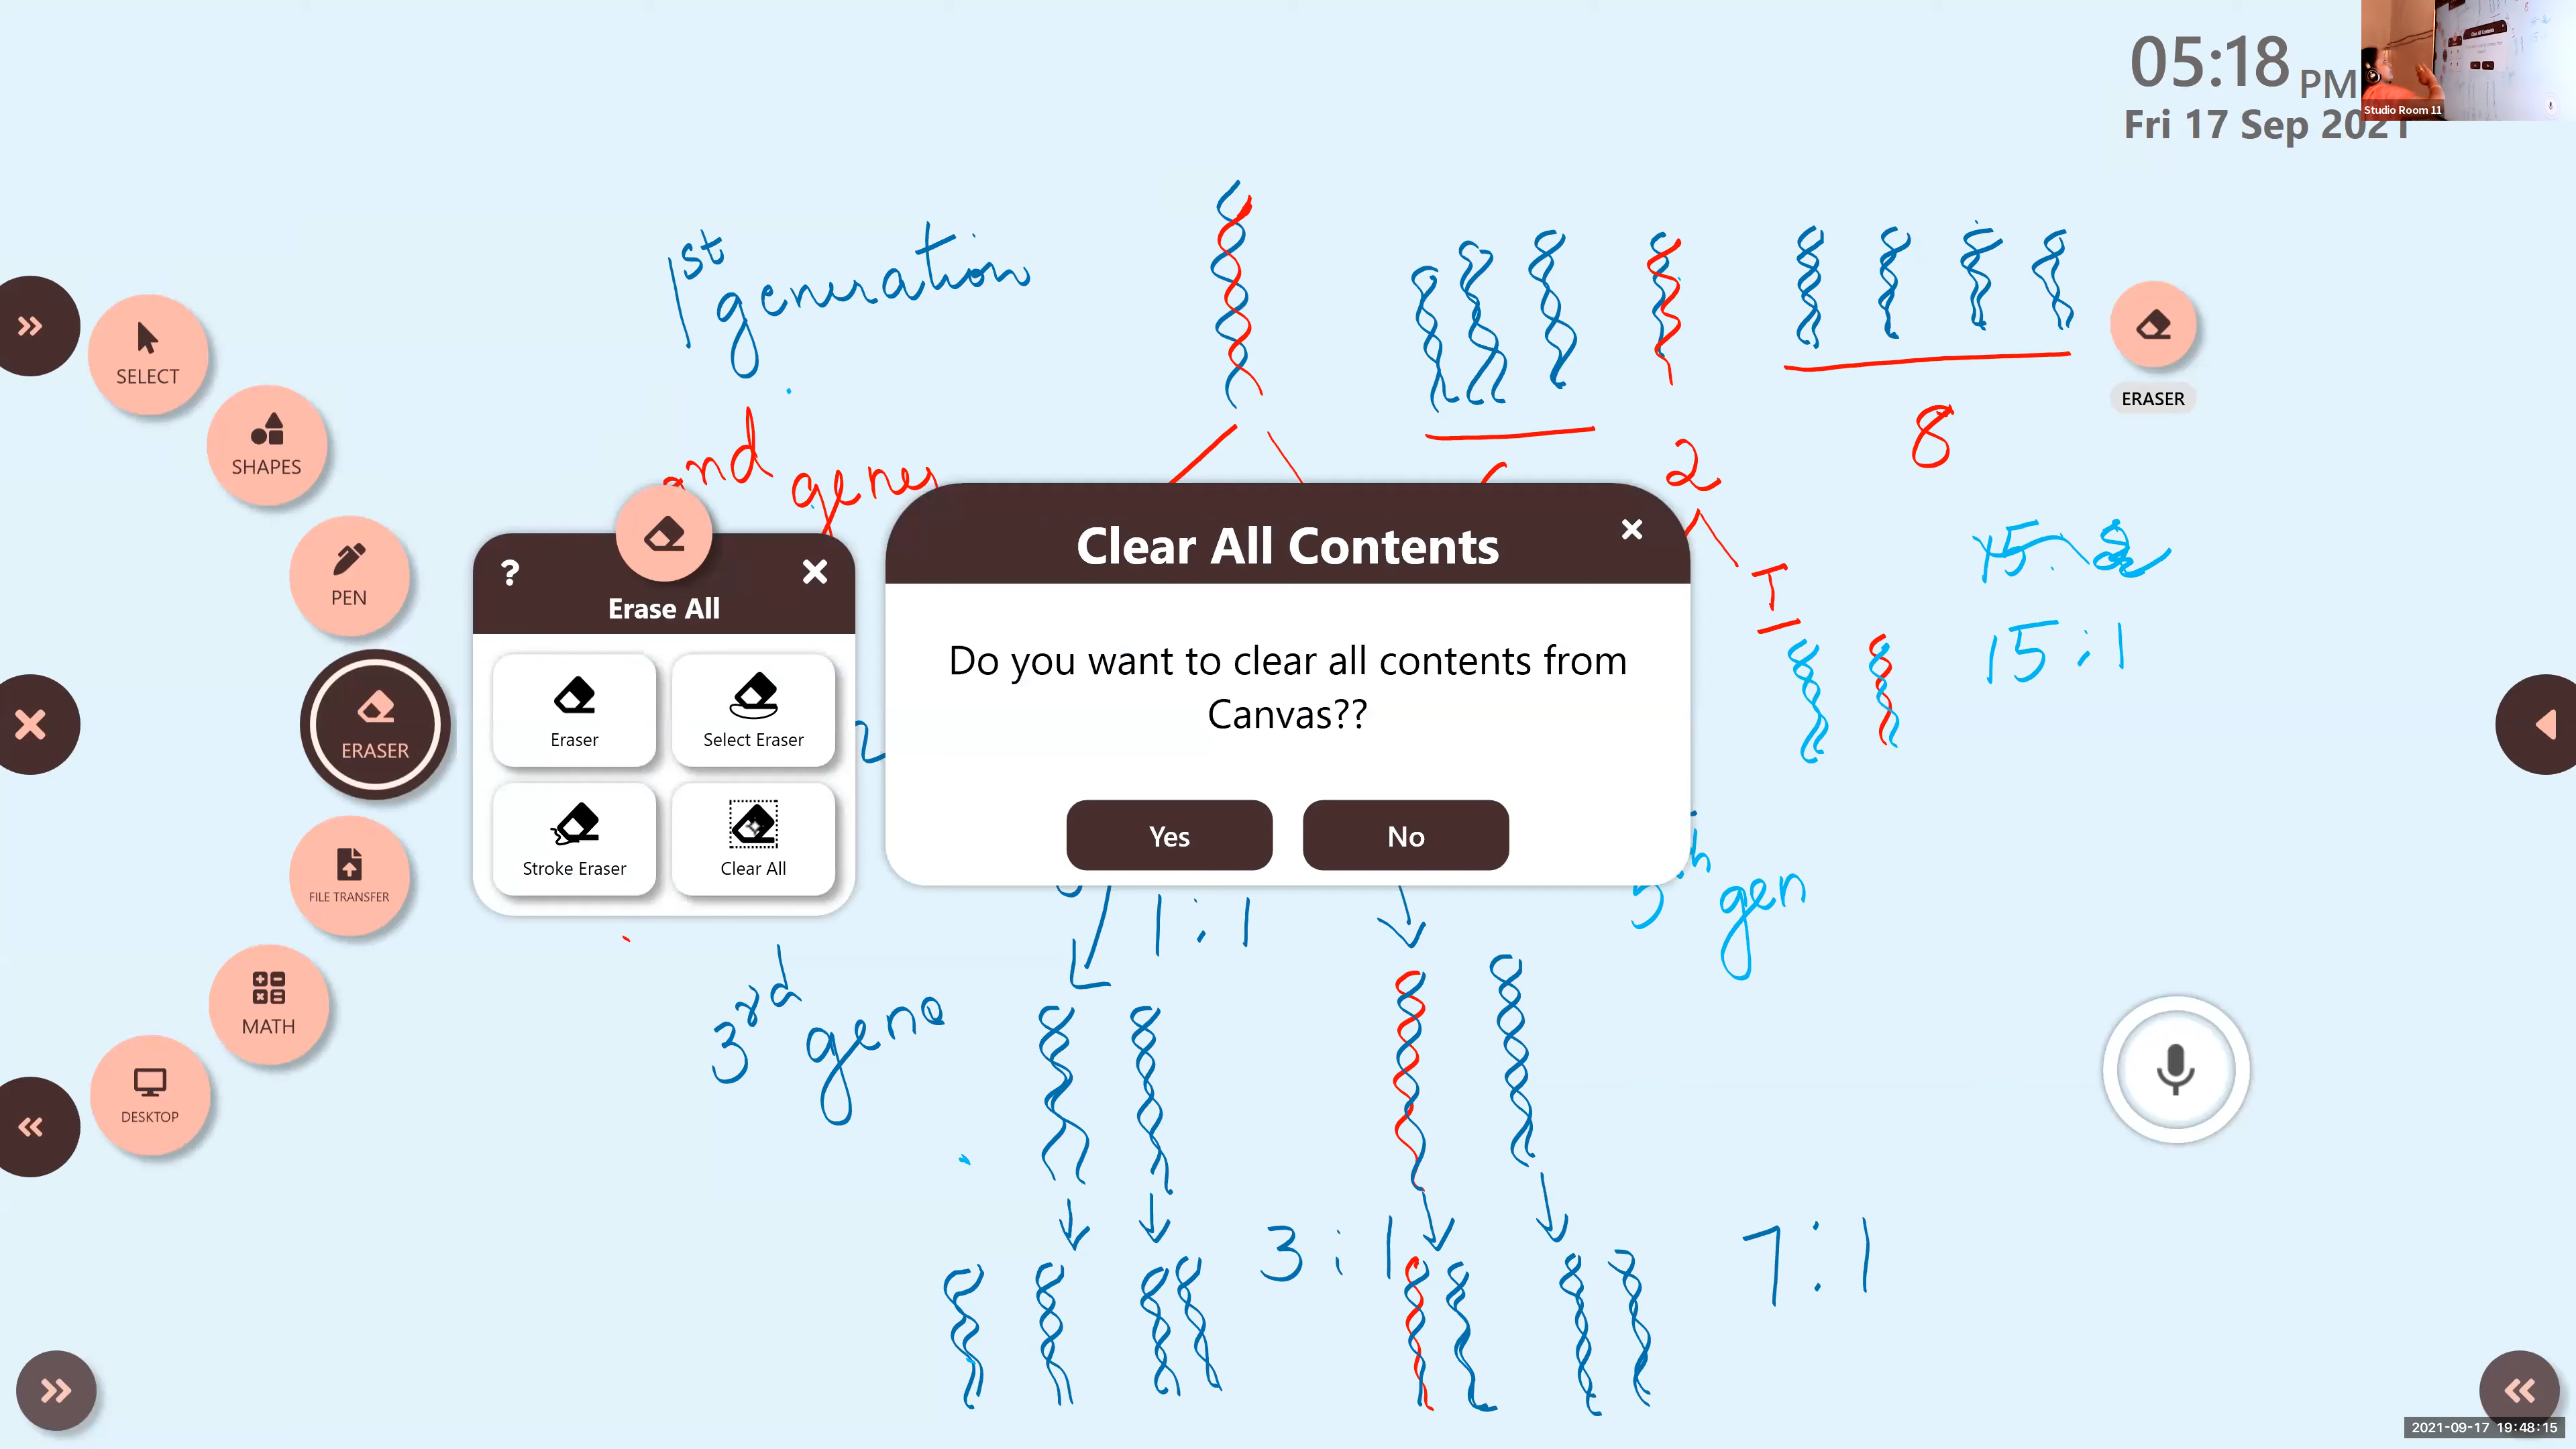 05:18 PM
Studio Room 11
Fri 17 Sep 2021
1st generation
nd gener
8
2
ERASER
SELECT
SHAPES
PEN
ERASER
FILE TRANSFER
MATH
DESKTOP
?
Erase All
Eraser
Select Eraser
Stroke Eraser
Clear All
Clear All Contents
Do you want to clear all contents from
Canvas??
Yes
No
15:1
5th gen
1:1
3rd gene
3:1
7:1
2021-09-17 19:48:15